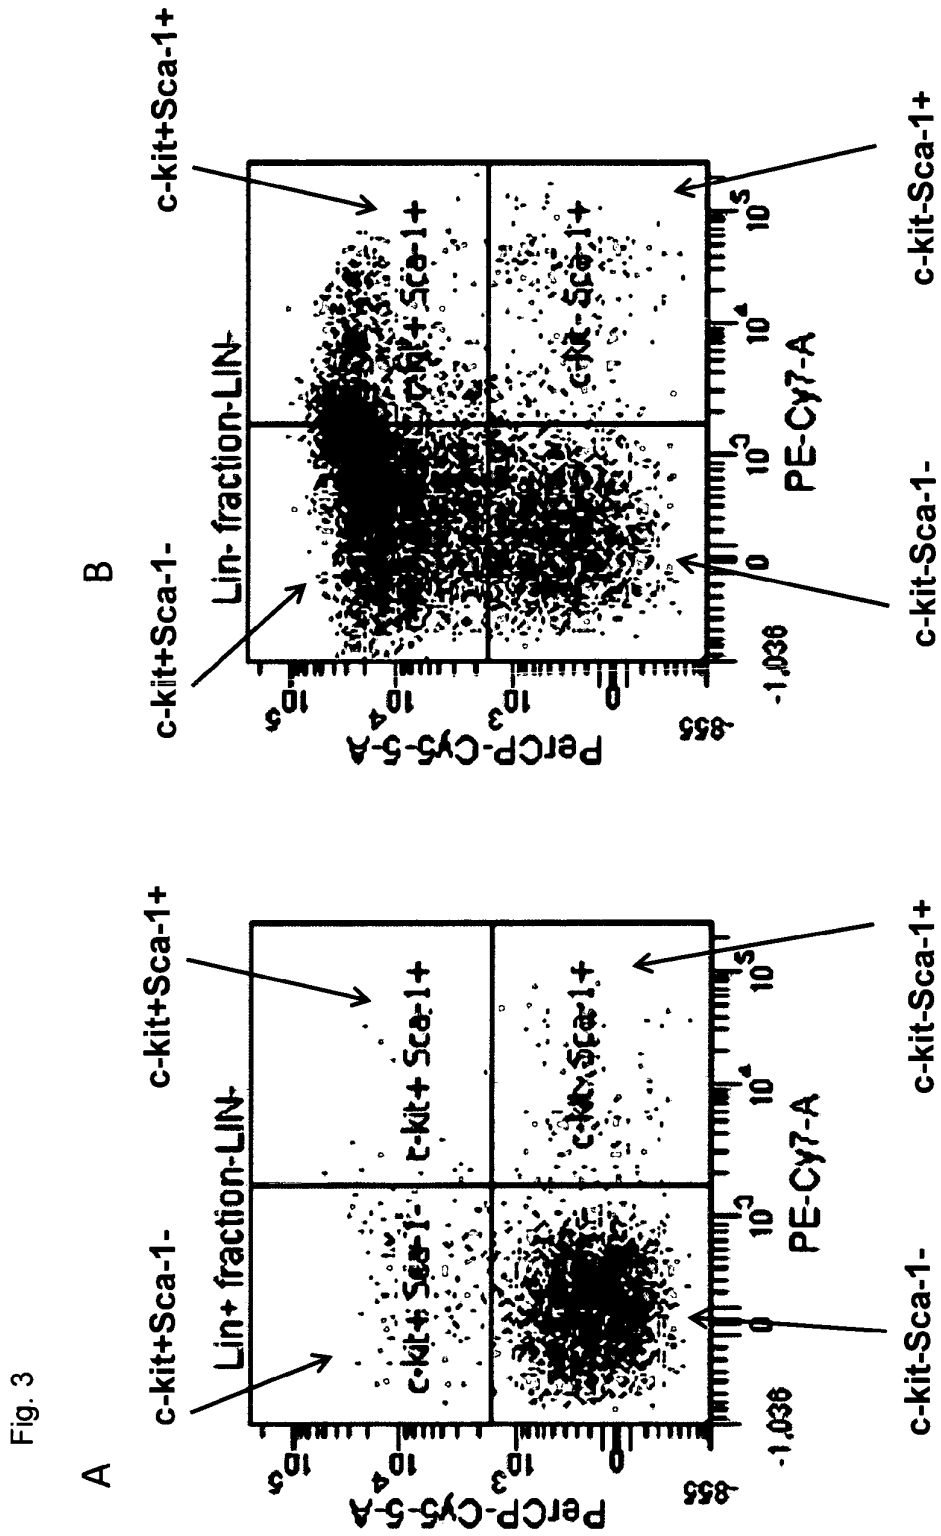 Fig. 3
A
c-kit+Sca-1-
c-kit+Sca-1+
Lin+ fraction-LIN-
c-kit+ Sca-1-
c-kit+ Sca-1+
c-kit-Sca-1+
10 5
10 4
10 3
0
-855
PerCP-Cy5-5-A
-1,036
0
10 3
10 4
10 5
PE-Cy7-A
c-kit-Sca-1-
c-kit-Sca-1+
B
c-kit+Sca-1-
c-kit+Sca-1+
Lin- fraction-LIN-
c-kit+ Sca-1+
c-kit-Sca-1+
10 5
10 4
10 3
0
-855
PerCP-Cy5-5-A
-1,036
0
10 3
10 4
10 5
PE-Cy7-A
c-kit-Sca-1-
c-kit-Sca-1+